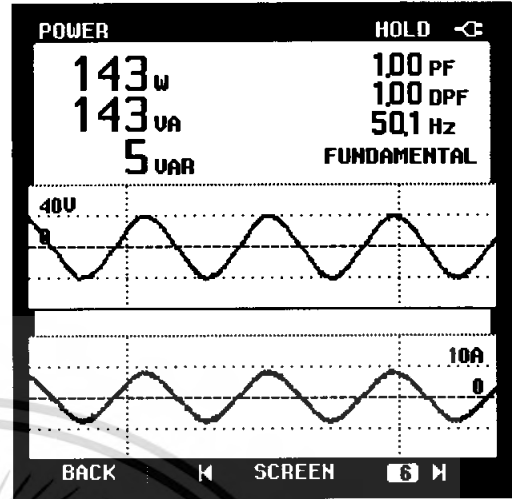 POWER HOLD
143 W 1,00 PF
143 VA 1,00 DPF
5 VAR 50,1 Hz
FUNDAMENTAL
40V
0
10A
0
BACK SCREEN 6